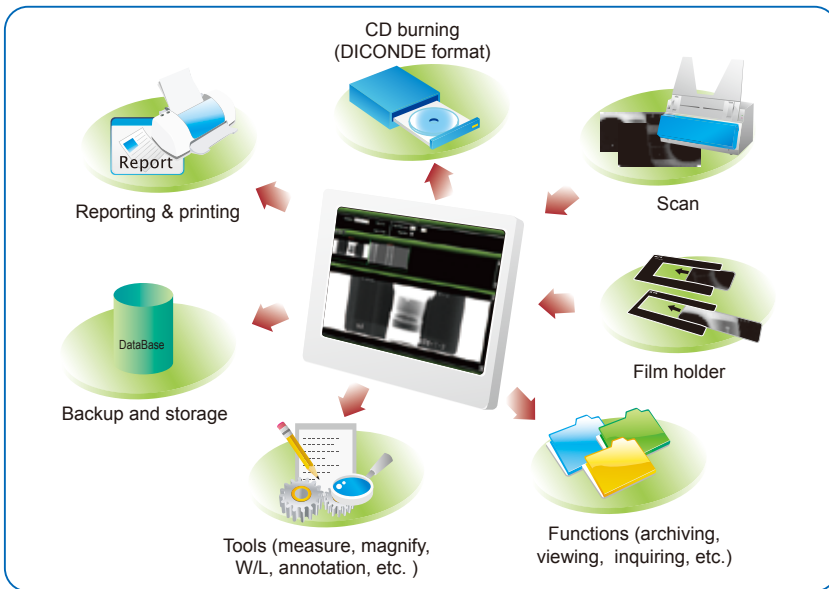 CD burning
(DICONDE format)
Report
Reporting & printing
Scan
DataBase
Film holder
Backup and storage
Tools (measure, magnify,
W/L, annotation, etc. )
Functions (archiving,
viewing, inquiring, etc.)